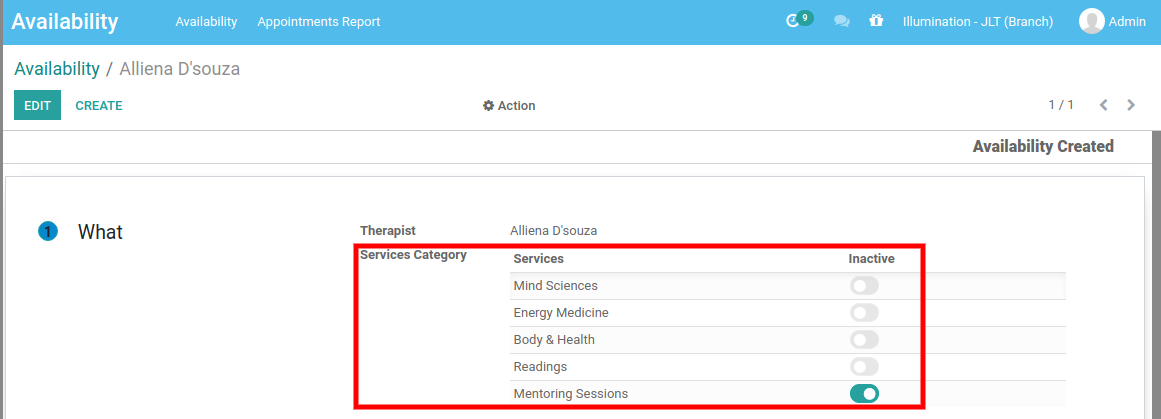 Availability Availability Appointments Report 9 Illumination - JLT (Branch) Admin
Availability / Alliena D'souza
EDIT CREATE Action 1 / 1
Availability Created
1 What Therapist Alliena D'souza
Services Category Services Inactive
Mind Sciences
Energy Medicine
Body & Health
Readings
Mentoring Sessions